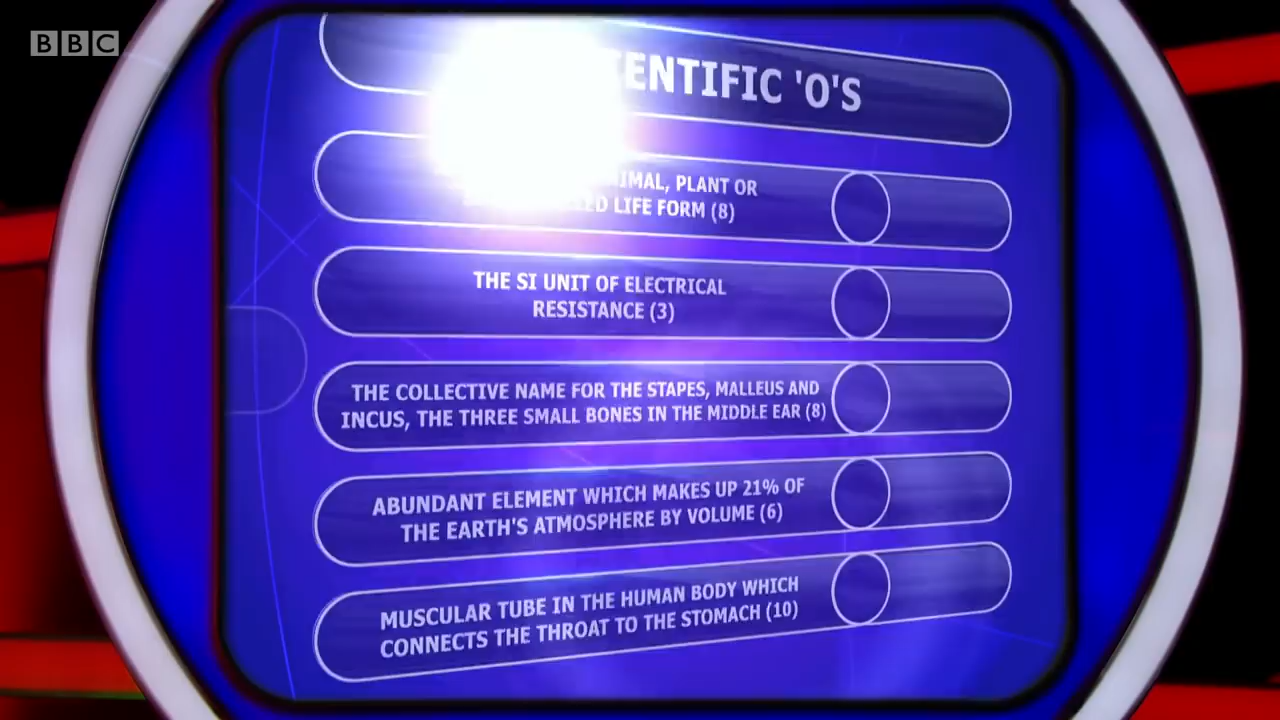 BBC
ENTIFIC 'O'S
PLANT OR
LIFE FORM (8)
THE SI UNIT OF ELECTRICAL
RESISTANCE (3)
THE COLLECTIVE NAME FOR THE STAPES, MALLEUS AND
INCUS, THE THREE SMALL BONES IN THE MIDDLE EAR (8)
ABUNDANT ELEMENT WHICH MAKES UP 21% OF
THE EARTH'S ATMOSPHERE BY VOLUME (6)
MUSCULAR TUBE IN THE HUMAN BODY WHICH
CONNECTS THE THROAT TO THE STOMACH (10)